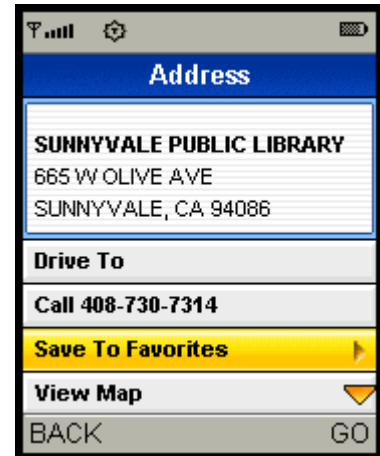 Address
SUNNYVALE PUBLIC LIBRARY
665 W OLIVE AVE
SUNNYVALE, CA 94086
Drive To
Call 408-730-7314
Save To Favorites
View Map
BACK GO